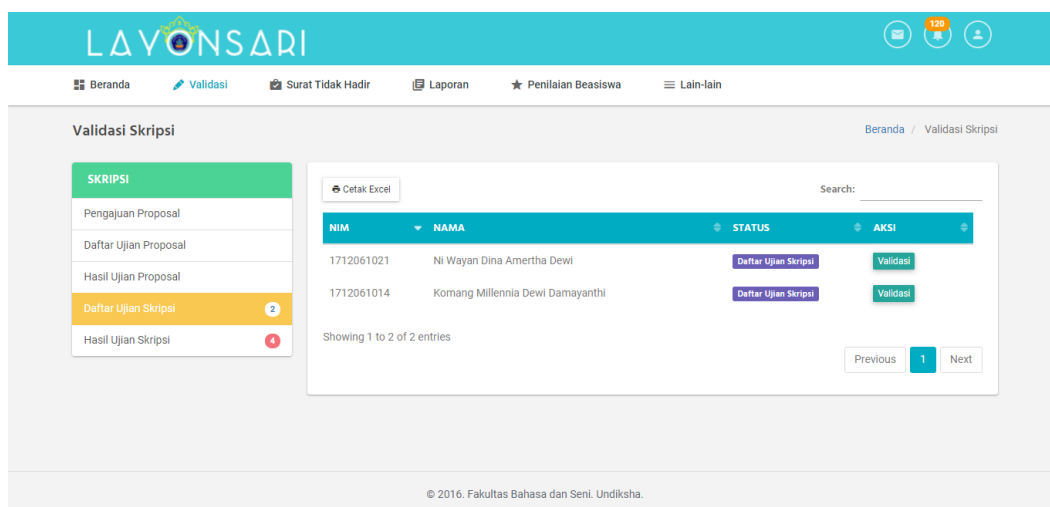 LAYONSARI
120
Beranda Validasi Surat Tidak Hadir Laporan Penilaian Beasiswa Lain-lain
Validasi Skripsi
Beranda / Validasi Skripsi
SKRIPSI
Pengajuan Proposal
Daftar Ujian Proposal
Hasil Ujian Proposal
Daftar Ujian Skripsi 2
Hasil Ujian Skripsi 4
Cetak Excel
Search:
NIM NAMA STATUS AKSI
1712061021 Ni Wayan Dina Amertha Dewi Daftar Ujian Skripsi Validasi
1712061014 Komang Millennia Dewi Damayanthi Daftar Ujian Skripsi Validasi
Showing 1 to 2 of 2 entries
Previous 1 Next
© 2016. Fakultas Bahasa dan Seni. Undiksha.